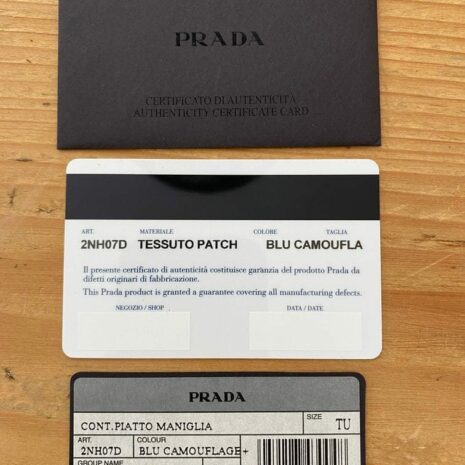 PRADA
CERTIFICATO DI AUTENTICITÀ
AUTHENTICITY CERTIFICATE CARD
ART. MATERIALE COLORE TAGLIA
2NH07D TESSUTO PATCH BLU CAMOUFLA
Il presente certificato di autenticità costituisce garanzia del prodotto Prada da
difetti originari di fabbricazione.
This Prada product is granted a guarantee covering all manufacturing defects.
NEGOZIO / SHOP DATA / DATE
PRADA
CONT.PIATTO MANIGLIA SIZE TU
ART. COLOUR
2NH07D BLU CAMOUFLAGE+
GROUP NAME